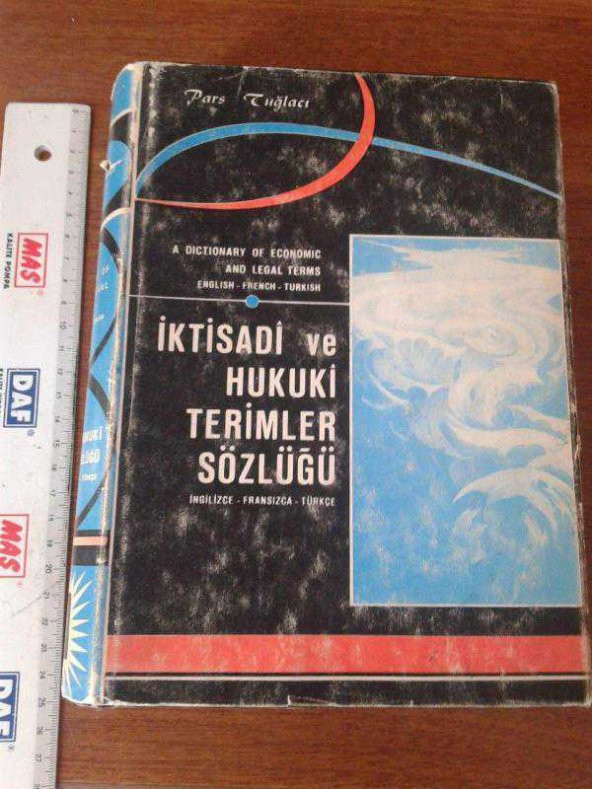 Pars Tuğlacı
A DICTIONARY OF ECONOMIC
AND LEGAL TERMS
ENGLISH - FRENCH - TURKISH
İKTİSADİ ve
HUKUKİ
TERİMLER
SÖZLÜĞÜ
İNGİLİZCE - FRANSIZCA - TÜRKÇE
MAS
KALİTE POMPA
DAF
MAS
DAF